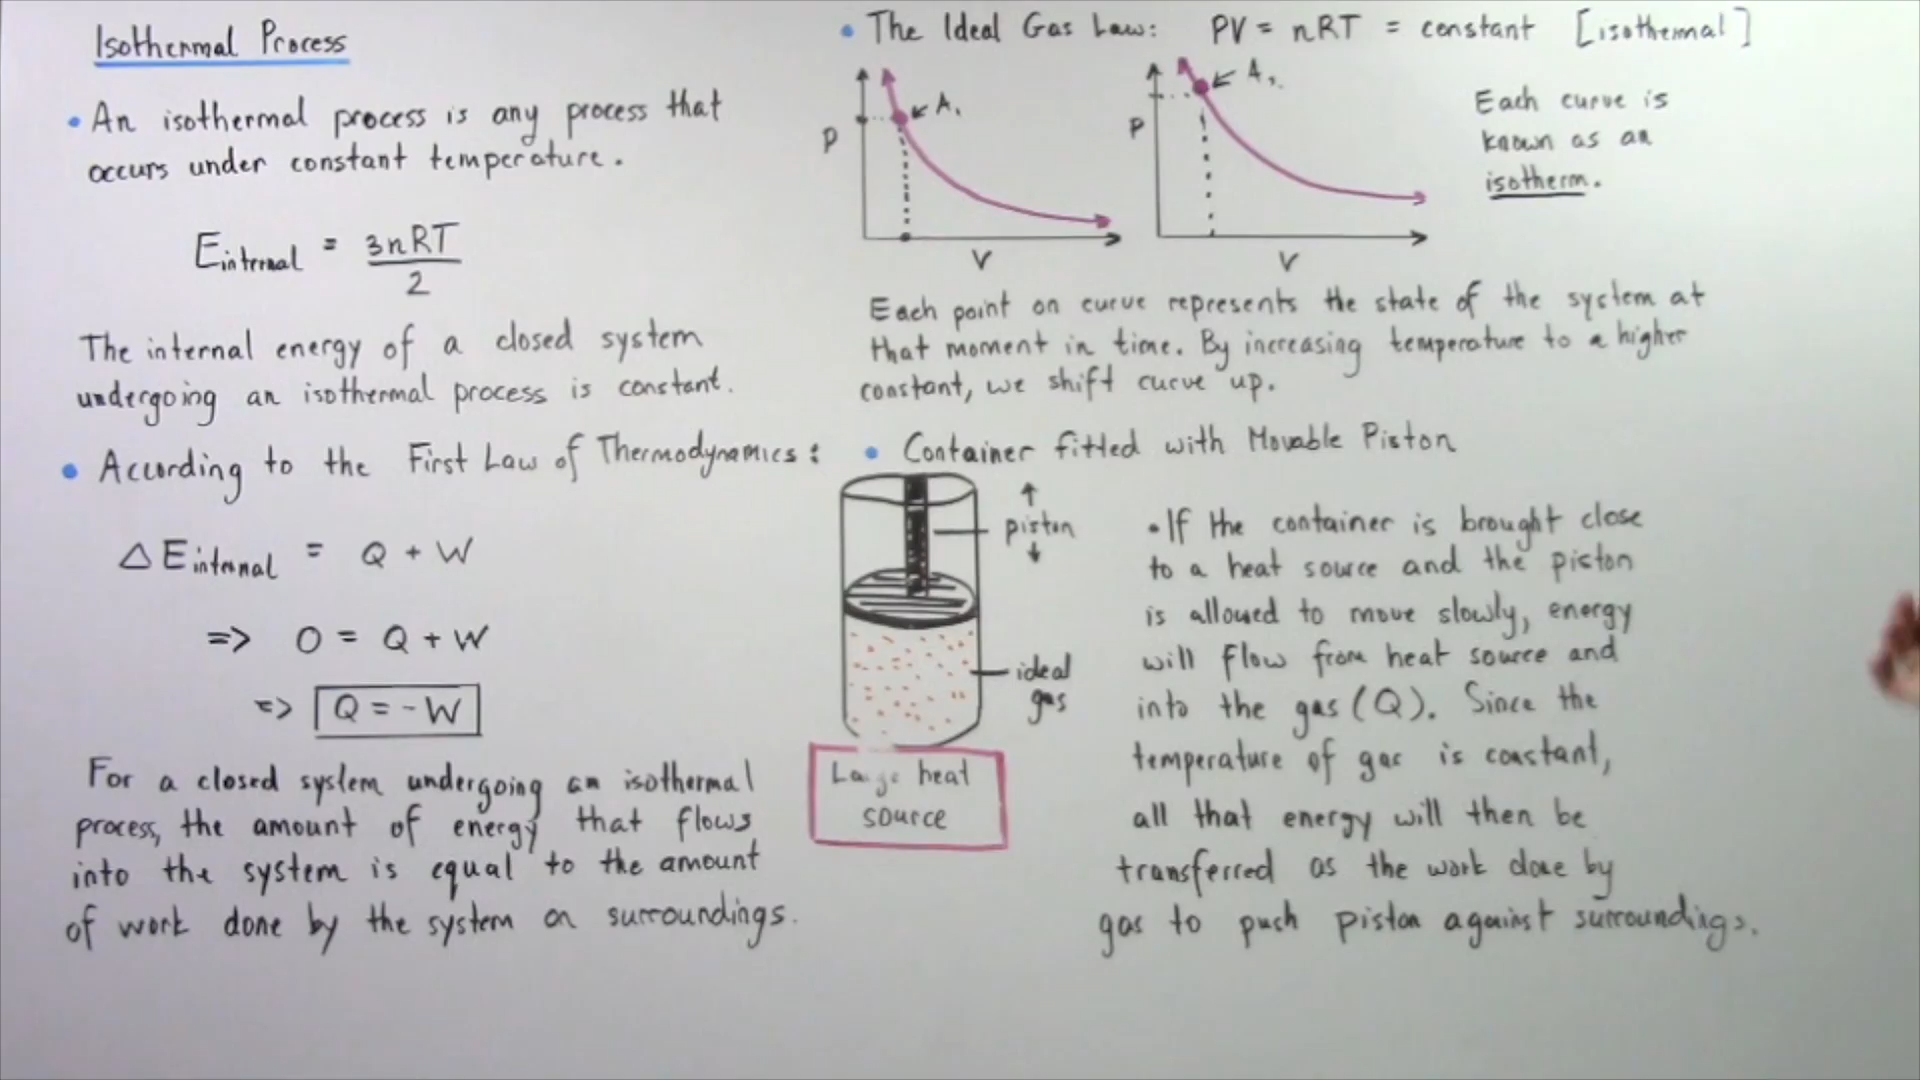 Isothermal Process
• An isothermal process is any process that
occurs under constant temperature.
Einternal = 3nRT
2
The internal energy of a closed system
undergoing an isothermal process is constant.
• According to the First Law of Thermodynamics:
△Einternal = Q + W
=> 0 = Q + W
=> Q = -W
For a closed system undergoing an isothermal
process, the amount of energy that flows
into the system is equal to the amount
of work done by the system on surroundings.
• The Ideal Gas Law: PV = nRT = constant [isothermal]
A₁
P
V
A₁
P
V
Each curve is
known as an
isotherm.
Each point on curve represents the state of the system at
that moment in time. By increasing temperature to a higher
constant, we shift curve up.
• Container fitted with Movable Piston
piston
ideal
gas
Large heat
source
• If the container is brought close
to a heat source and the piston
is allowed to move slowly, energy
will flow from heat source and
into the gas (Q). Since the
temperature of gas is constant,
all that energy will then be
transferred as the work done by
gas to push piston against surroundings.